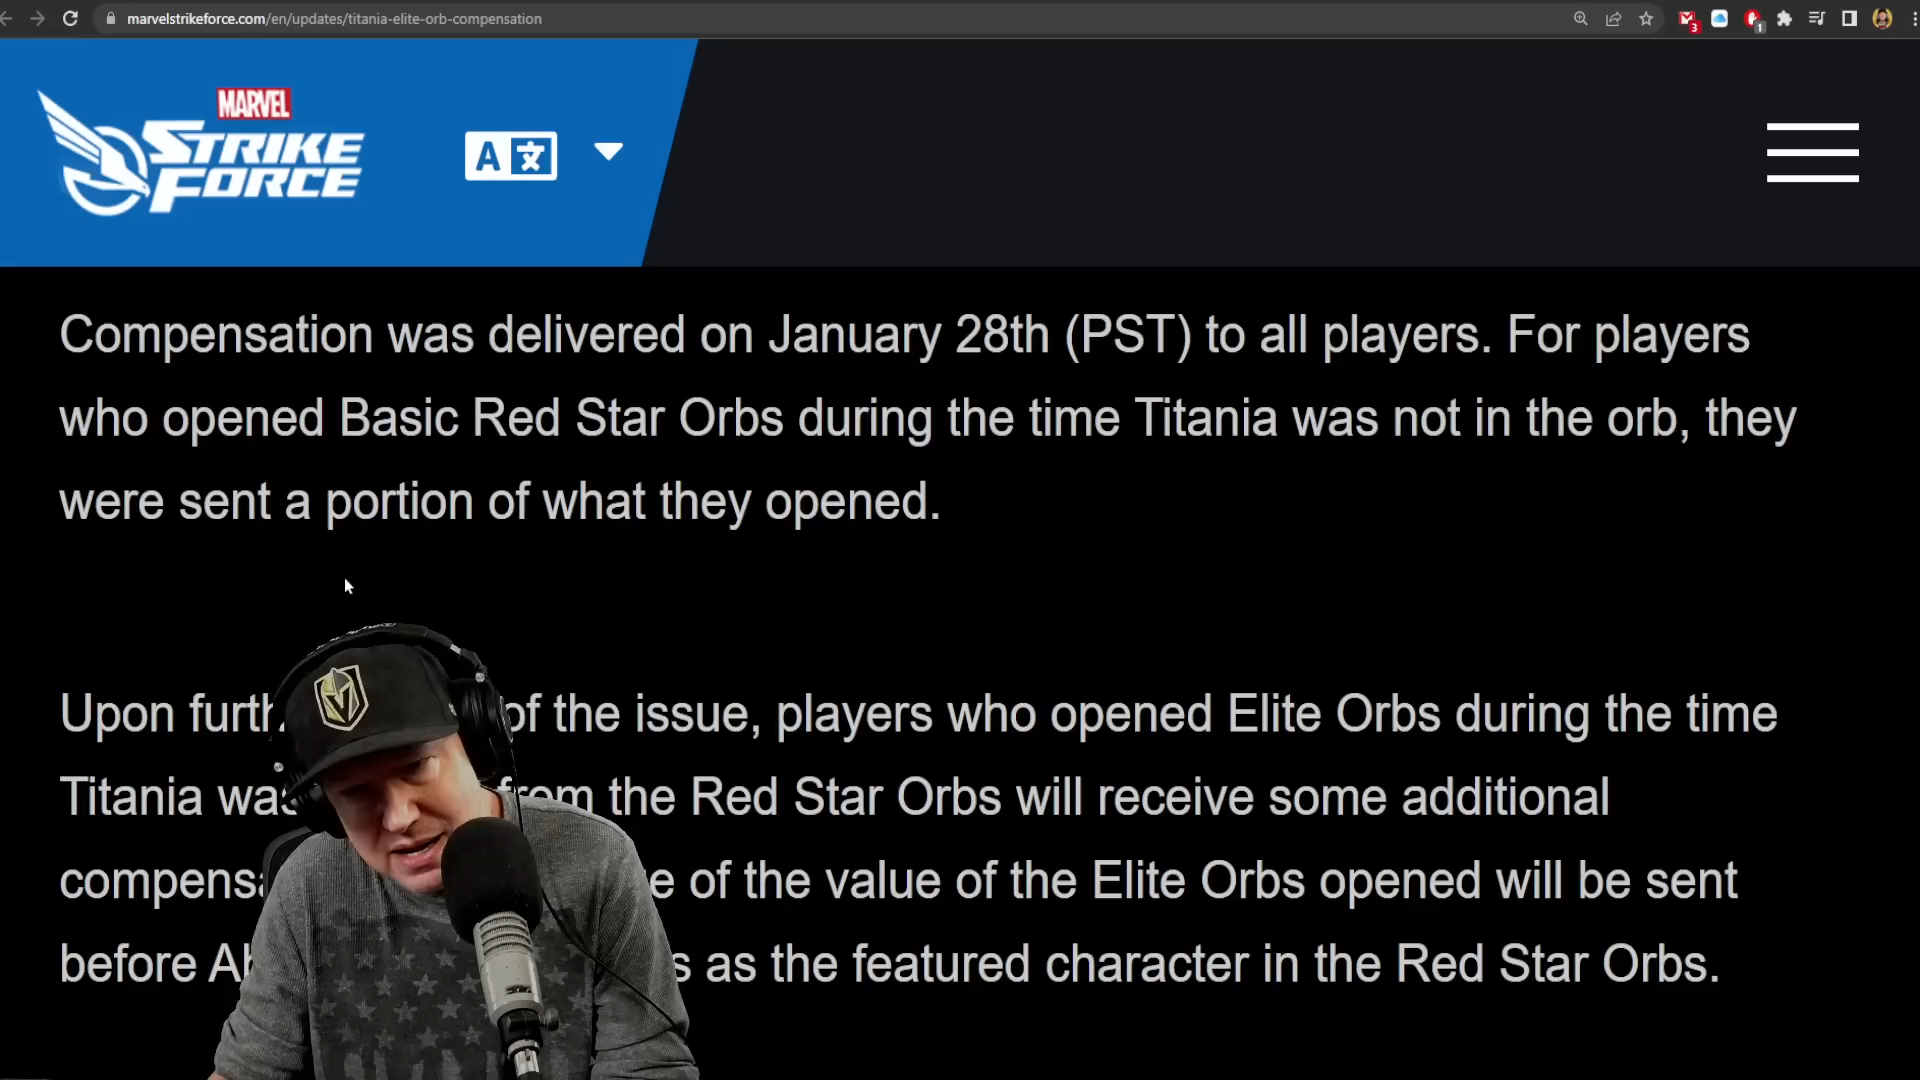 marvelstrikeforce.com/en/updates/titania-elite-orb-compensation
3
1
MARVEL
STRIKE
FORCE
A 文
Compensation was delivered on January 28th (PST) to all players. For players
who opened Basic Red Star Orbs during the time Titania was not in the orb, they
were sent a portion of what they opened.
Upon of the issue, players who opened Elite Orbs during the time
Titania from the Red Star Orbs will receive some additional
of the value of the Elite Orbs opened will be sent
before as the featured character in the Red Star Orbs.